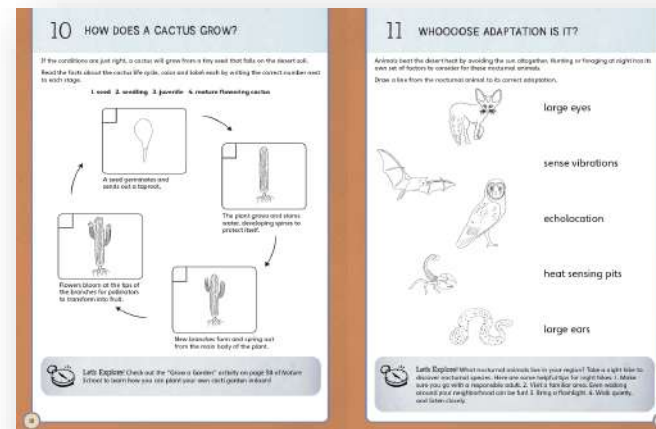 10 HOW DOES A CACTUS GROW?
If the conditions are just right, a cactus will grow from a tiny seed that falls on the desert soil.
Read the facts about the cactus life cycle, color and label each by writing the correct number next
to each stage.
1. seed 2. seedling 3. juvenile 4. mature flowering cactus
A seed germinates and
sends out a taproot.
The plant grows and stores
water, developing spines to
protect itself.
New branches form and spring out
from the main body of the plant.
Flowers bloom at the tips of
the branches for pollination
to transform into fruit.
Let's Explore! Check out the "Grow a Garden" activity on page 58 of Nature
School to learn how you can plant your own cacti garden indoors!
11 WHOOOOSE ADAPTATION IS IT?
Animals beat the desert heat by avoiding the sun altogether. Hunting or foraging at night has its
own set of factors to consider for these nocturnal animals.
Draw a line from the nocturnal animal to its correct adaptation.
large eyes
sense vibrations
echolocation
heat sensing pits
large ears
Let's Explore! What nocturnal animals live in your region? Take a night hike to
discover nocturnal species. Here are some helpful tips for night hikes: 1. Make
sure you go with a responsible adult. 2. Visit a familiar area. Even walking
around your neighborhood can be fun! 3. Bring a flashlight. 4. Walk quietly,
and listen closely.